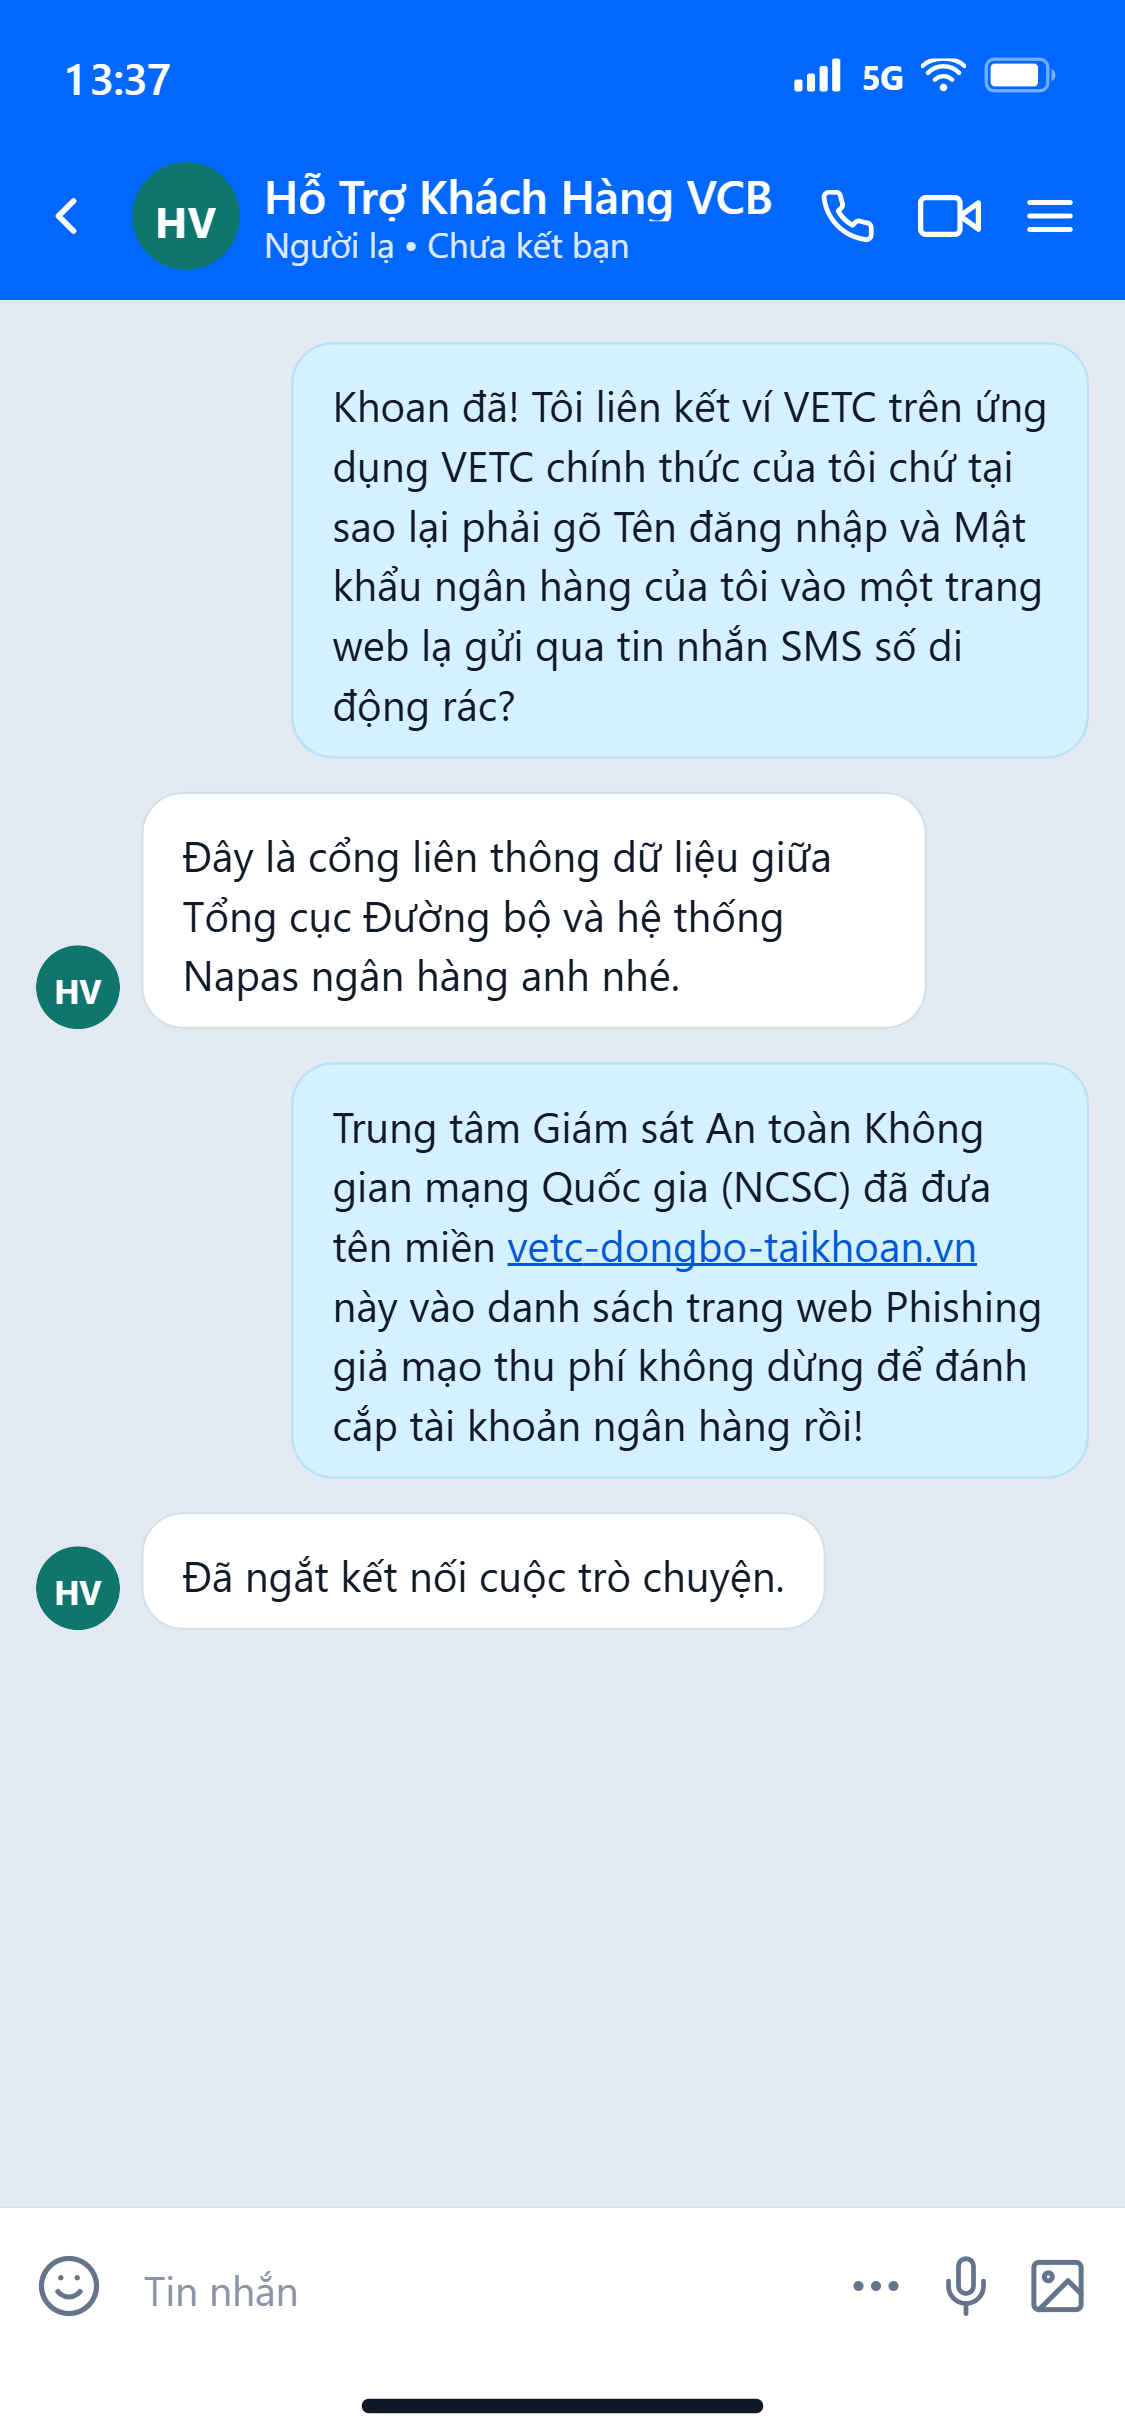 13:37
5G
HV
Hỗ Trợ Khách Hàng VCB
Người lạ • Chưa kết bạn
Khoan đã! Tôi liên kết ví VETC trên ứng
dụng VETC chính thức của tôi chứ tại
sao lại phải gõ Tên đăng nhập và Mật
khẩu ngân hàng của tôi vào một trang
web lạ gửi qua tin nhắn SMS số di
động rác?
Đây là cổng liên thông dữ liệu giữa
Tổng cục Đường bộ và hệ thống
Napas ngân hàng anh nhé.
HV
Trung tâm Giám sát An toàn Không
gian mạng Quốc gia (NCSC) đã đưa
tên miền vetc-dongbo-taikhoan.vn
này vào danh sách trang web Phishing
giả mạo thu phí không dừng để đánh
cắp tài khoản ngân hàng rồi!
Đã ngắt kết nối cuộc trò chuyện.
HV
Tin nhắn